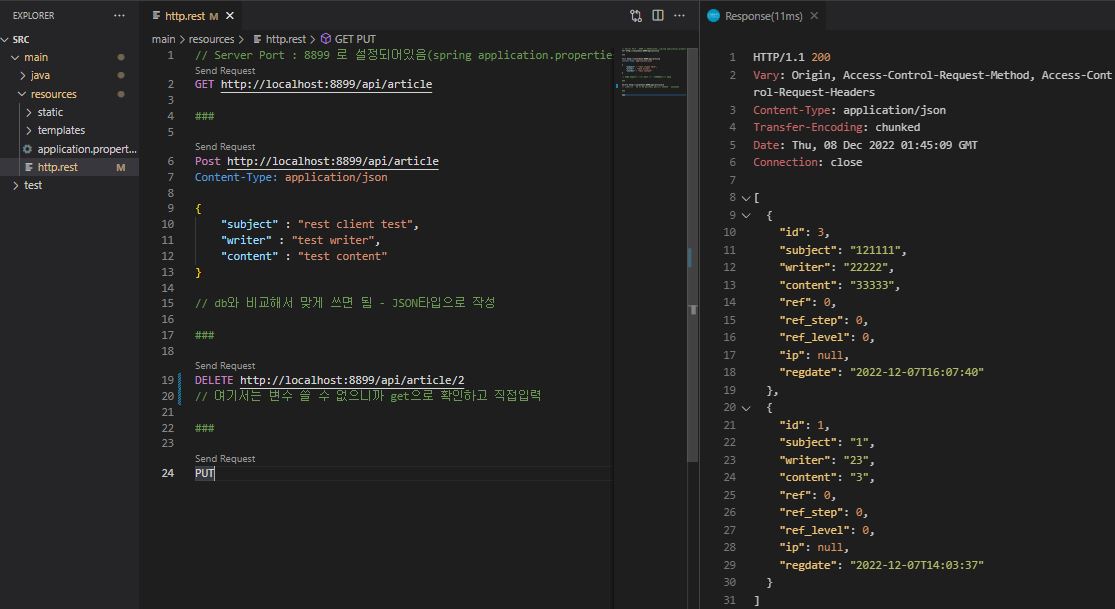 EXPLORER
SRC
main
java
resources
static
templates
application.propert...
http.rest M
test
http.rest M
main > resources > http.rest > GET PUT
1 // Server Port : 8899 로 설정되어있음(spring application.propertie
Send Request
2 GET http://localhost:8899/api/article
3
4 ###
5
Send Request
6 Post http://localhost:8899/api/article
7 Content-Type: application/json
8
9 {
10 "subject" : "rest client test",
11 "writer" : "test writer",
12 "content" : "test content"
13 }
14
15 // db와 비교해서 맞게 쓰면 됨 - JSON타입으로 작성
16
17 ###
18
Send Request
19 DELETE http://localhost:8899/api/article/2
20 // 여기서는 변수 쓸 수 없으니까 get으로 확인하고 직접입력
21
22 ###
23
Send Request
24 PUT
Response(11ms)
1 HTTP/1.1 200
2 Vary: Origin, Access-Control-Request-Method, Access-Cont
rol-Request-Headers
3 Content-Type: application/json
4 Transfer-Encoding: chunked
5 Date: Thu, 08 Dec 2022 01:45:09 GMT
6 Connection: close
7
8 [
9 {
10 "id": 3,
11 "subject": "121111",
12 "writer": "22222",
13 "content": "33333",
14 "ref": 0,
15 "ref_step": 0,
16 "ref_level": 0,
17 "ip": null,
18 "regdate": "2022-12-07T16:07:40"
19 },
20 {
21 "id": 1,
22 "subject": "1",
23 "writer": "23",
24 "content": "3",
25 "ref": 0,
26 "ref_step": 0,
27 "ref_level": 0,
28 "ip": null,
29 "regdate": "2022-12-07T14:03:37"
30 }
31 ]